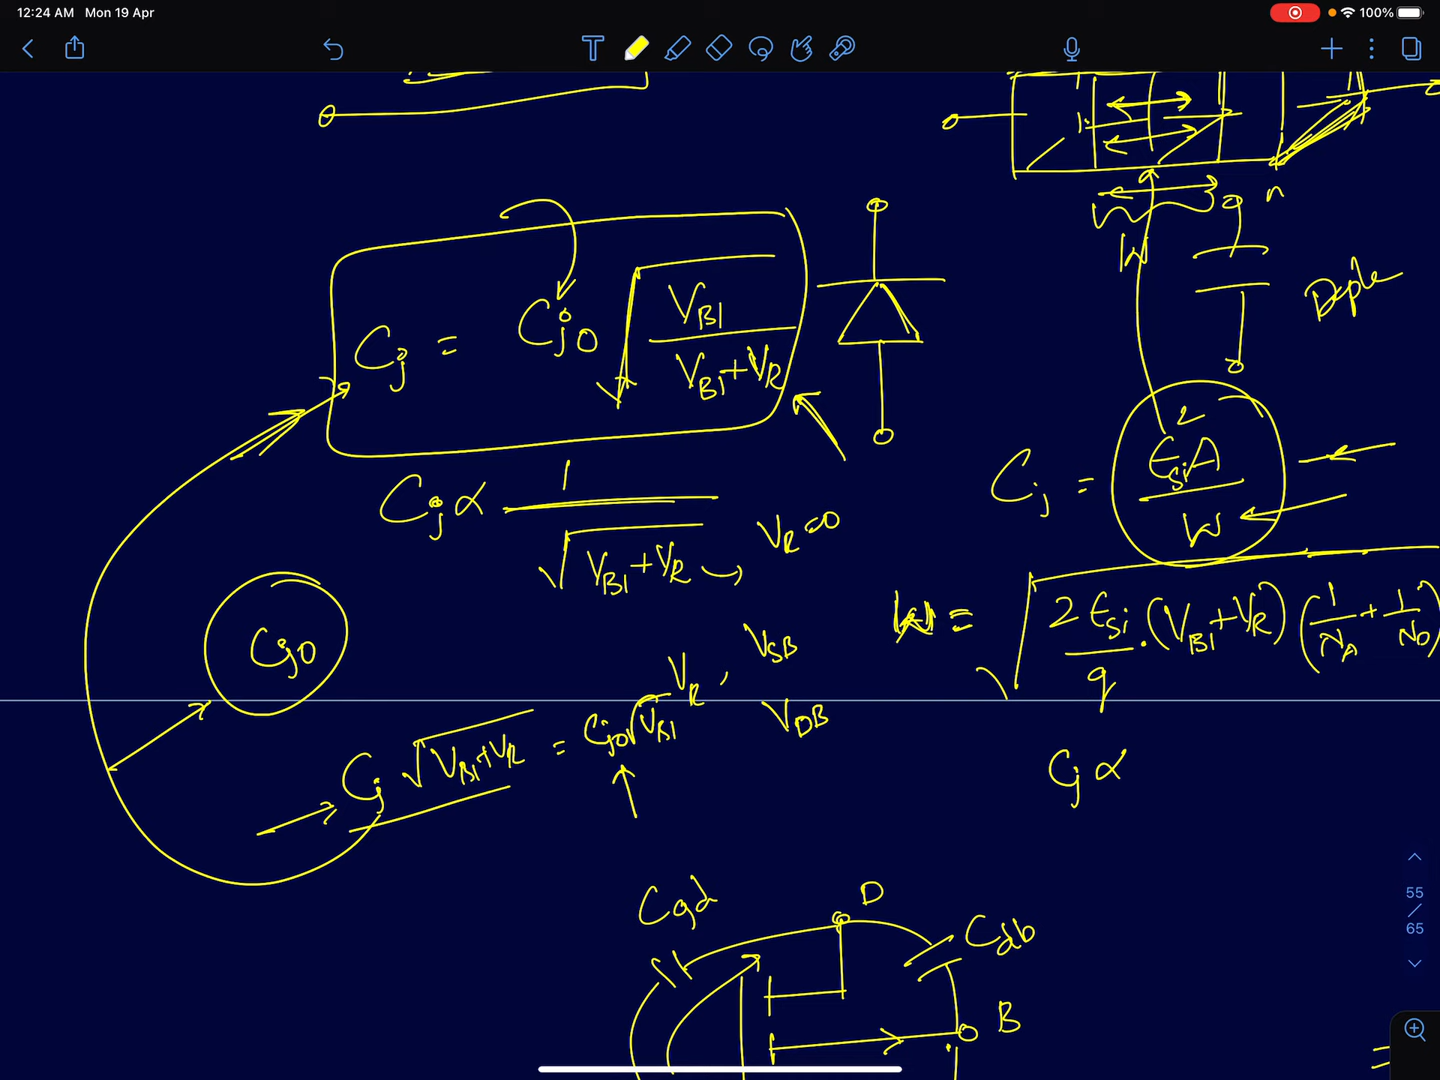 12:24 AM Mon 19 Apr
100%
T
n
W
Dple
Cj = Cj0 √(VBI / (VBI+VR))
Cj = ϵsi A / W
Cj ∝ 1 / √(VBI+VR)
VR=0
W = √(2ϵsi / q . (VBI+VR) (1/NA + 1/ND))
Cj0
VR , VSB
VDB
Cj √(VBI+VR) = Cj0 √VBI
Cj ∝
55
/
65
Cgd
D
Cdb
B
=